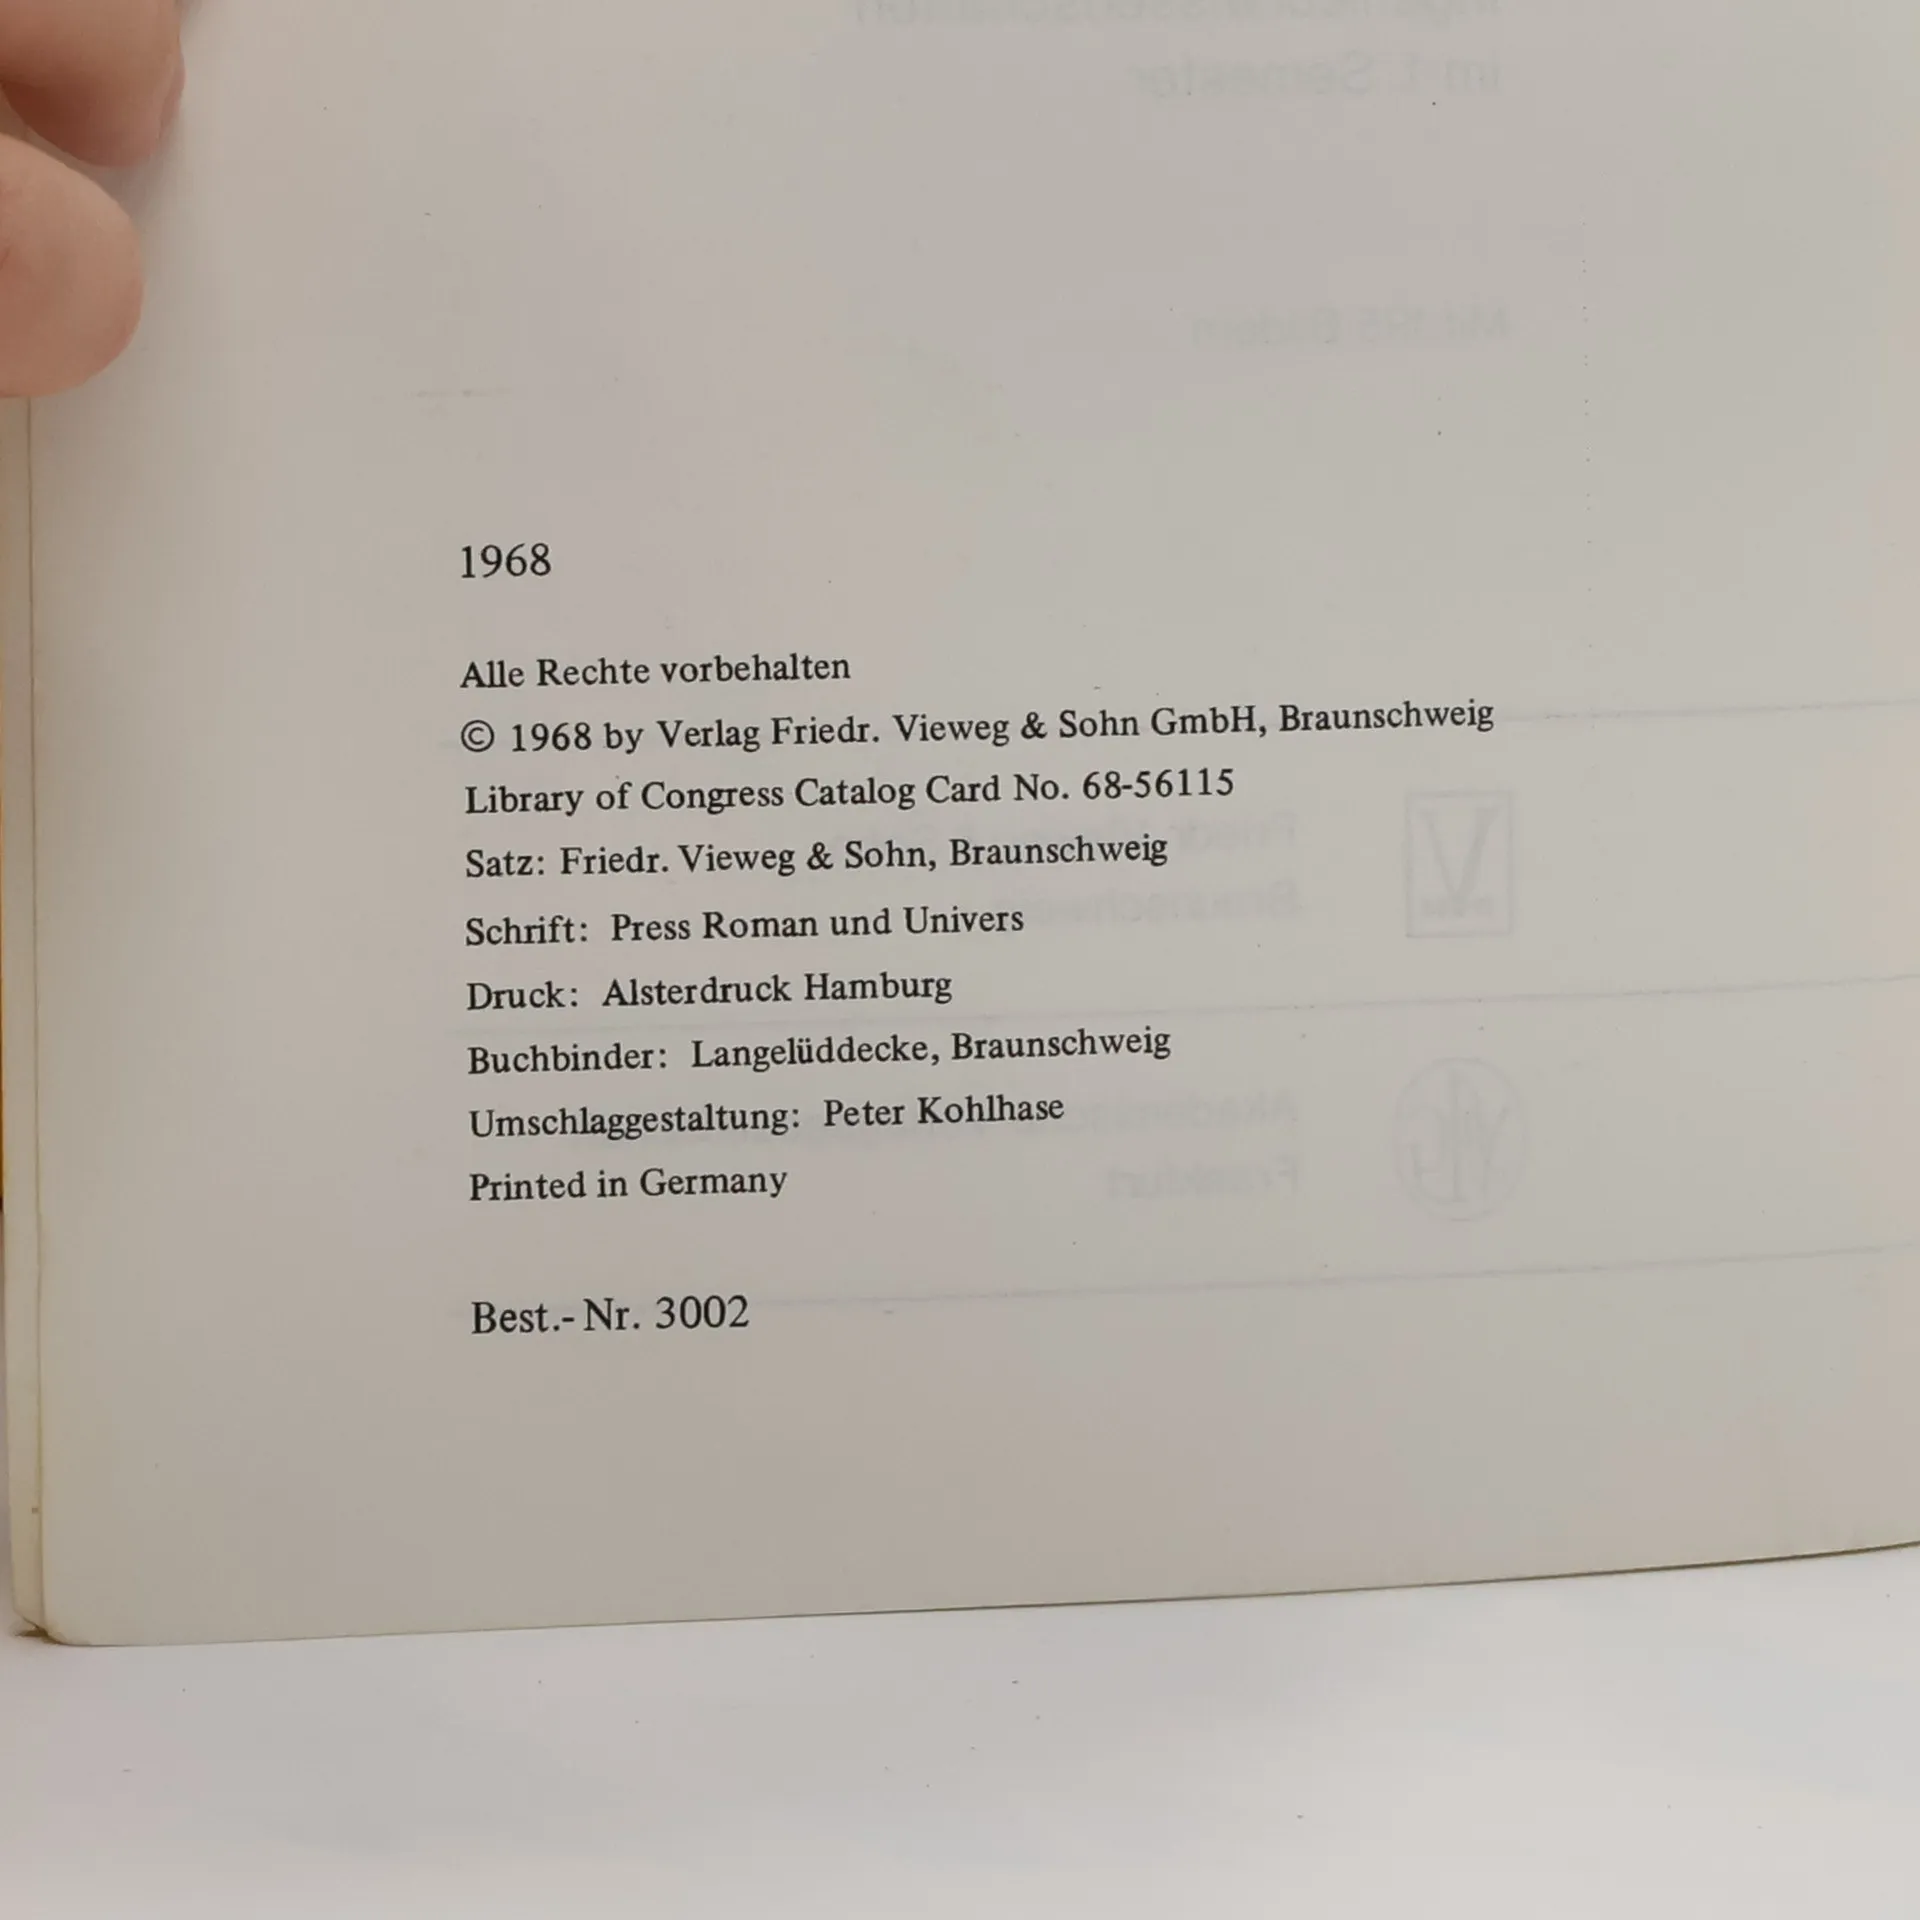 1968
Alle Rechte vorbehalten
© 1968 by Verlag Friedr. Vieweg & Sohn GmbH, Braunschweig
Library of Congress Catalog Card No. 68-56115
Satz: Friedr. Vieweg & Sohn, Braunschweig
Schrift: Press Roman und Univers
Druck: Alsterdruck Hamburg
Buchbinder: Langelüddecke, Braunschweig
Umschlaggestaltung: Peter Kohlhase
Printed in Germany
Best.-Nr. 3002